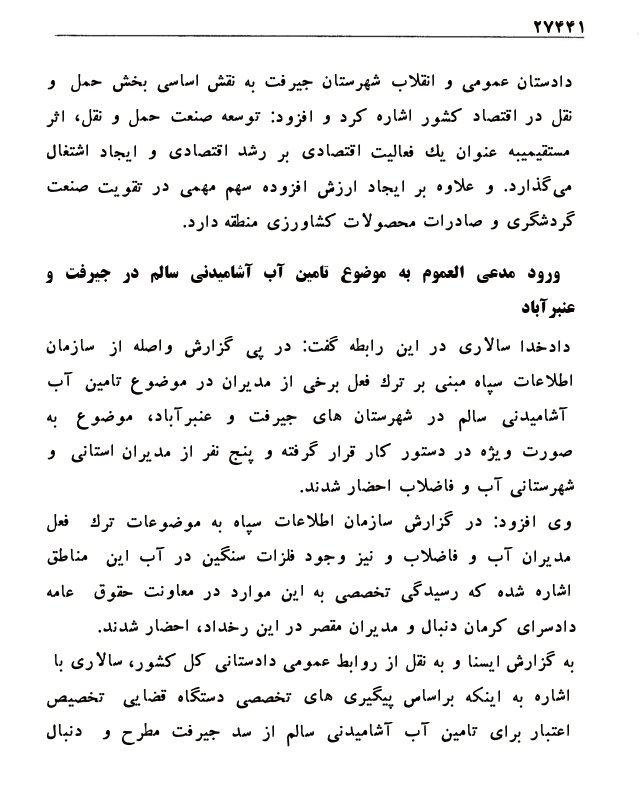 ۲۷۴۴۱
دادستان عمومی و انقلاب شهرستان جیرفت به نقش اساسی بخش حمل و
نقل در اقتصاد کشور اشاره کرد و افزود: توسعه صنعت حمل و نقل، اثر
مستقیمیبه عنوان یك فعالیت اقتصادی بر رشد اقتصادی و ایجاد اشتغال
می‌گذارد. و علاوه بر ایجاد ارزش افزوده سهم مهمی در تقویت صنعت
گردشگری و صادرات محصولات کشاورزی منطقه دارد.
ورود مدعی العموم به موضوع تامین آب آشامیدنی سالم در جیرفت و
عنبرآباد
دادخدا سالاری در این رابطه گفت: در پی گزارش واصله از سازمان
اطلاعات سپاه مبنی بر ترك فعل برخی از مدیران در موضوع تامین آب
آشامیدنی سالم در شهرستان های جیرفت و عنبرآباد، موضوع به
صورت ویژه در دستور کار قرار گرفته و پنج نفر از مدیران استانی و
شهرستانی آب و فاضلاب احضار شدند.
وی افزود: در گزارش سازمان اطلاعات سپاه به موضوعات ترك فعل
مدیران آب و فاضلاب و نیز وجود فلزات سنگین در آب این مناطق
اشاره شده که رسیدگی تخصصی به این موارد در معاونت حقوق عامه
دادسرای کرمان دنبال و مدیران مقصر در این رخداد، احضار شدند.
به گزارش ایسنا و به نقل از روابط عمومی دادستانی کل کشور، سالاری با
اشاره به اینکه براساس پیگیری های تخصصی دستگاه قضایی تخصیص
اعتبار برای تامین آب آشامیدنی سالم از سد جیرفت مطرح و دنبال